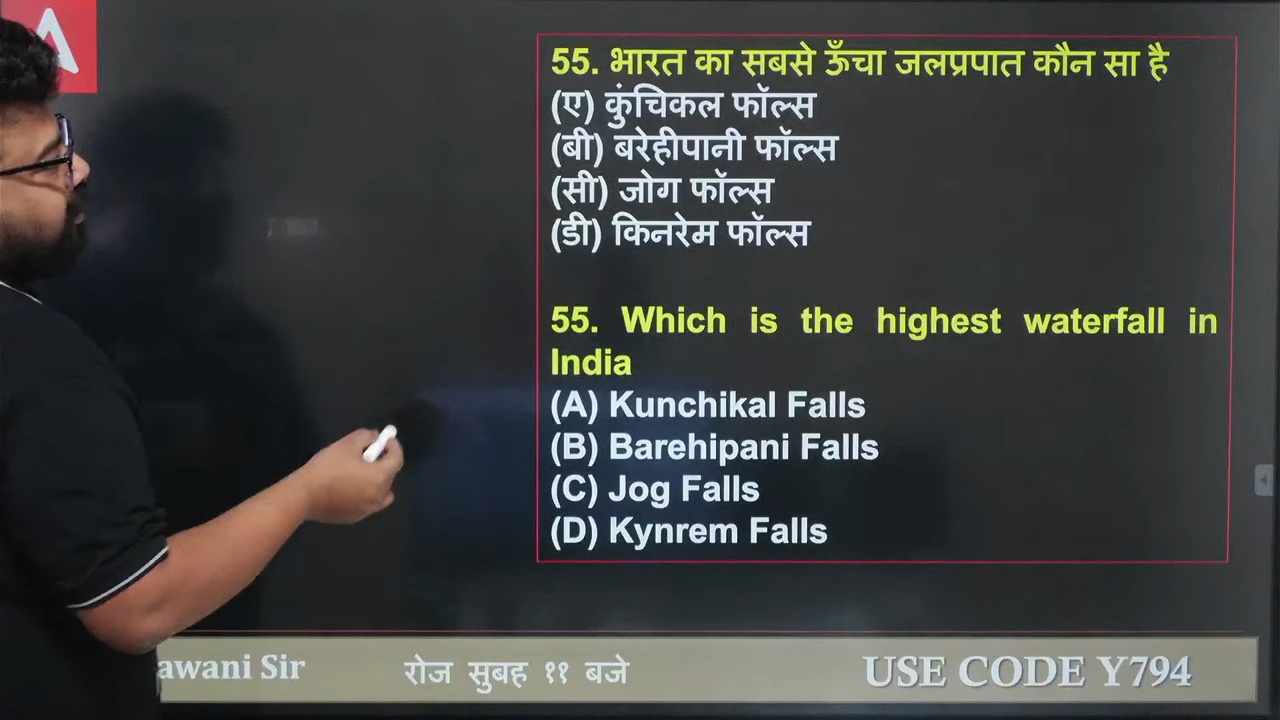 A
55. भारत का सबसे ऊँचा जलप्रपात कौन सा है
(ए) कुंचिकल फॉल्स
(बी) बरेहीपानी फॉल्स
(सी) जोग फॉल्स
(डी) किनरेम फॉल्स
55. Which is the highest waterfall in
India
(A) Kunchikal Falls
(B) Barehipani Falls
(C) Jog Falls
(D) Kynrem Falls
awani Sir रोज सुबह ११ बजे USE CODE Y794